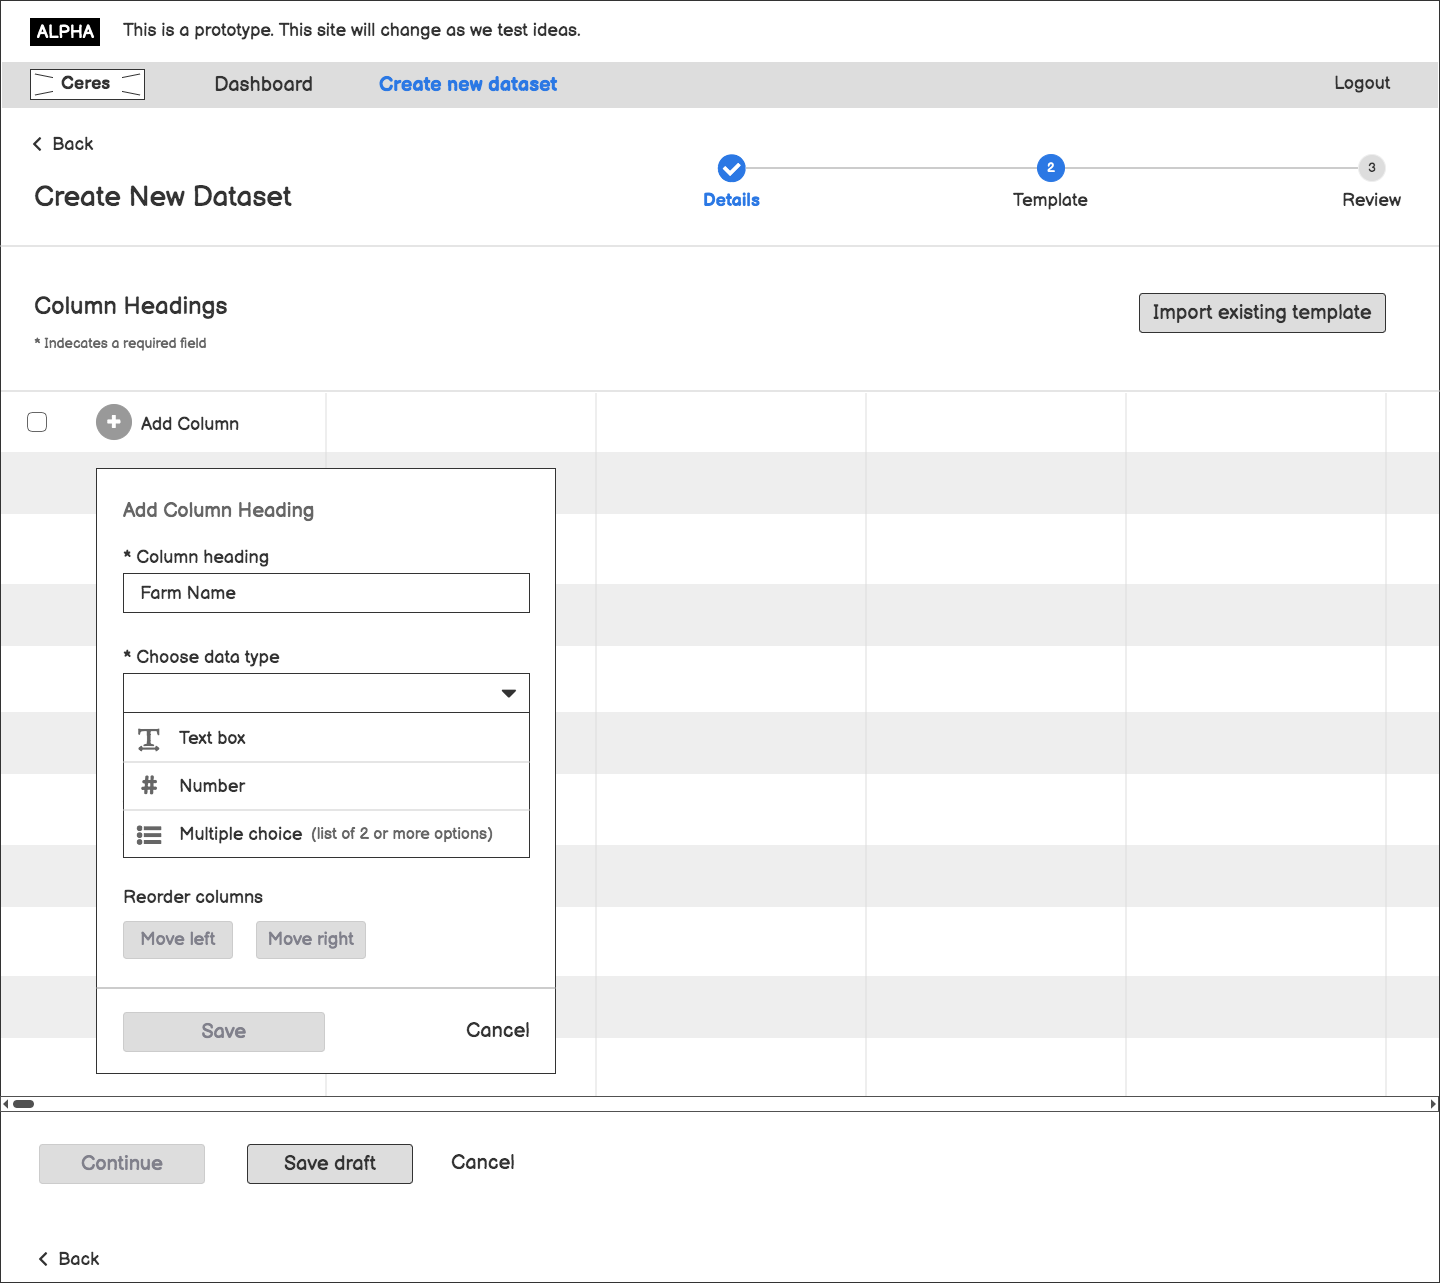 ALPHA This is a prototype. This site will change as we test ideas.
Ceres Dashboard Create new dataset Logout
Back
Create New Dataset
2 3
Details Template Review
Column Headings
Import existing template
* Indecates a required field
Add Column
Add Column Heading
* Column heading
Farm Name
* Choose data type
Text box
# Number
Multiple choice (list of 2 or more options)
Reorder columns
Move left Move right
Save Cancel
Continue Save draft Cancel
Back